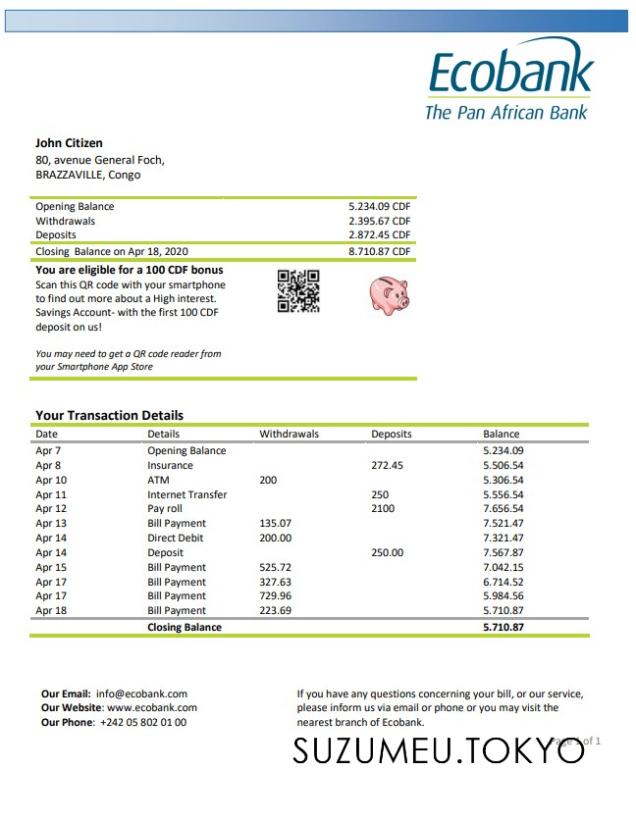 Ecobank
The Pan African Bank
John Citizen
80, avenue General Foch,
BRAZZAVILLE, Congo
Opening Balance 5.234.09 CDF
Withdrawals 2.395.67 CDF
Deposits 2.872.45 CDF
Closing Balance on Apr 18, 2020 8.710.87 CDF
You are eligible for a 100 CDF bonus
Scan this QR code with your smartphone
to find out more about a High interest.
Savings Account- with the first 100 CDF
deposit on us!
You may need to get a QR code reader from
your Smartphone App Store
Your Transaction Details
Date Details Withdrawals Deposits Balance
Apr 7 Opening Balance 5.234.09
Apr 8 Insurance 272.45 5.506.54
Apr 10 ATM 200 5.306.54
Apr 11 Internet Transfer 250 5.556.54
Apr 12 Pay roll 2100 7.656.54
Apr 13 Bill Payment 135.07 7.521.47
Apr 14 Direct Debit 200.00 7.321.47
Apr 14 Deposit 250.00 7.567.87
Apr 15 Bill Payment 525.72 7.042.15
Apr 17 Bill Payment 327.63 6.714.52
Apr 17 Bill Payment 729.96 5.984.56
Apr 18 Bill Payment 223.69 5.710.87
Closing Balance 5.710.87
Our Email: info@ecobank.com
Our Website: www.ecobank.com
Our Phone: +242 05 802 01 00
If you have any questions concerning your bill, or our service,
please inform us via email or phone or you may visit the
nearest branch of Ecobank.
Page 1 of 1
SUZUMEU.TOKYO